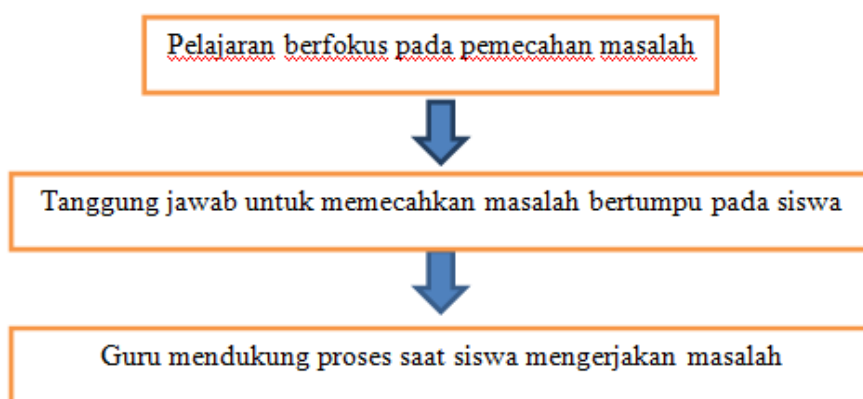 Pelajaran berfokus pada pemecahan masalah
Tanggung jawab untuk memecahkan masalah bertumpu pada siswa
Guru mendukung proses saat siswa mengerjakan masalah